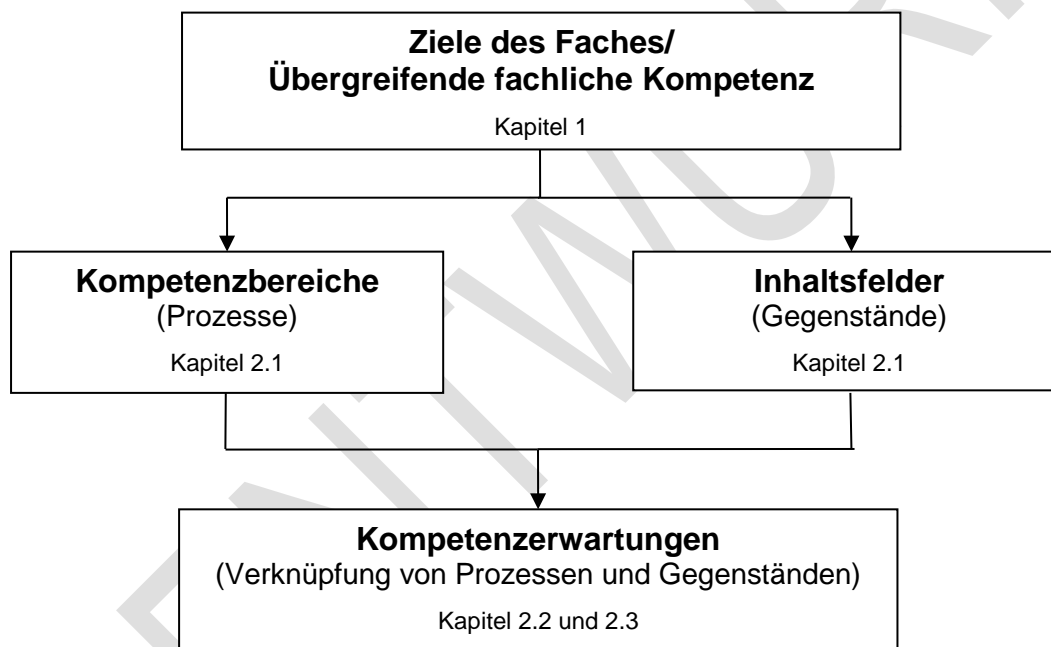 Ziele des Faches/
Übergreifende fachliche Kompetenz
Kapitel 1
Kompetenzbereiche
(Prozesse)
Kapitel 2.1
Inhaltsfelder
(Gegenstände)
Kapitel 2.1
Kompetenzerwartungen
(Verknüpfung von Prozessen und Gegenständen)
Kapitel 2.2 und 2.3